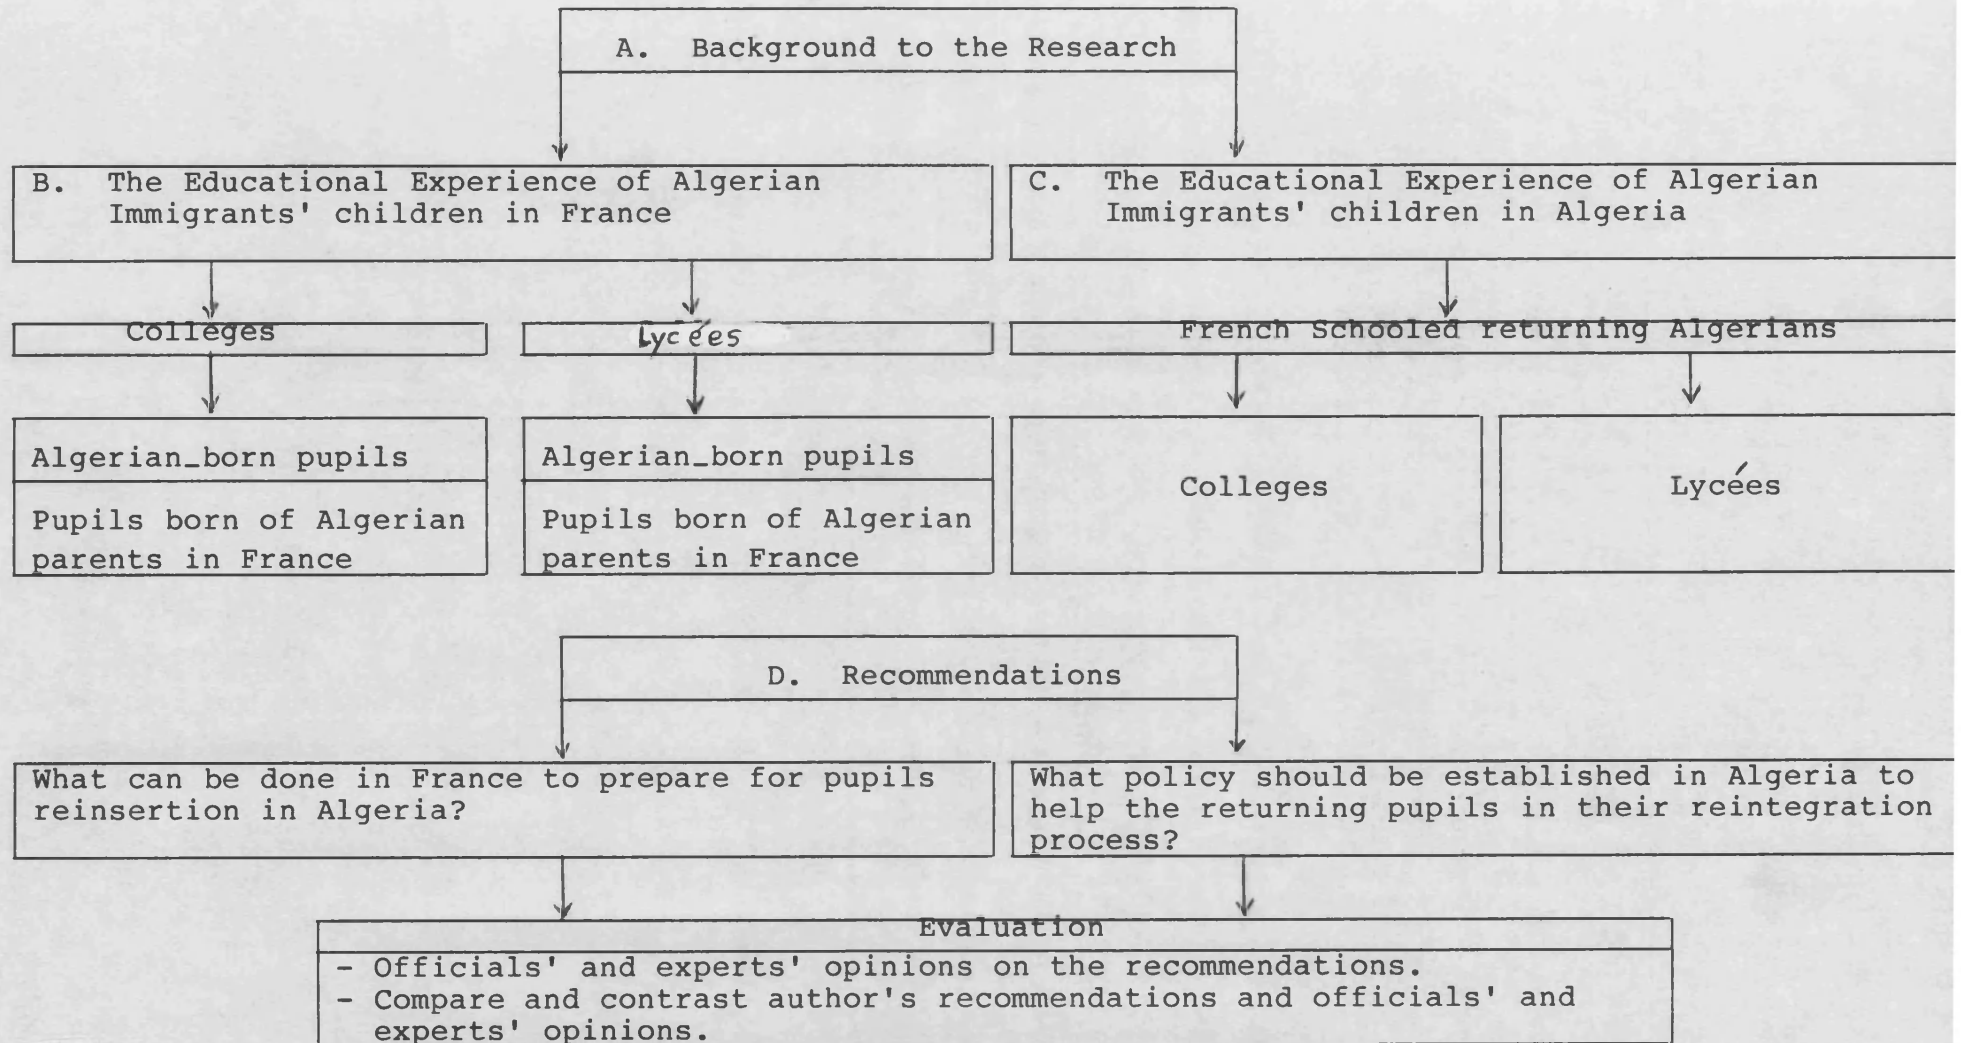 A. Background to the Research
B. The Educational Experience of Algerian
Immigrants' children in France
C. The Educational Experience of Algerian
Immigrants' children in Algeria
Colleges
Lycées
French Schooled returning Algerians
Algerian-born pupils
Pupils born of Algerian
parents in France
Algerian-born pupils
Pupils born of Algerian
parents in France
Colleges
Lycées
D. Recommendations
What can be done in France to prepare for pupils
reinsertion in Algeria?
What policy should be established in Algeria to
help the returning pupils in their reintegration
process?
Evaluation
- Officials' and experts' opinions on the recommendations.
- Compare and contrast author's recommendations and officials' and
experts' opinions.